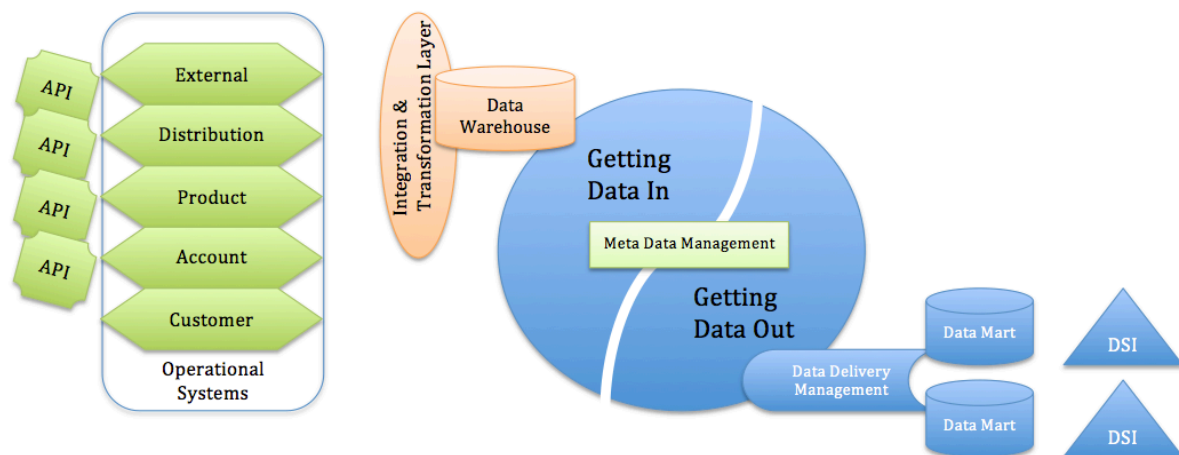 API
API
API
API
External
Distribution
Product
Account
Customer
Operational
Systems
Integration &
Transformation Layer
Data
Warehouse
Getting
Data In
Meta Data Management
Getting
Data Out
Data Delivery
Management
Data Mart
Data Mart
DSI
DSI